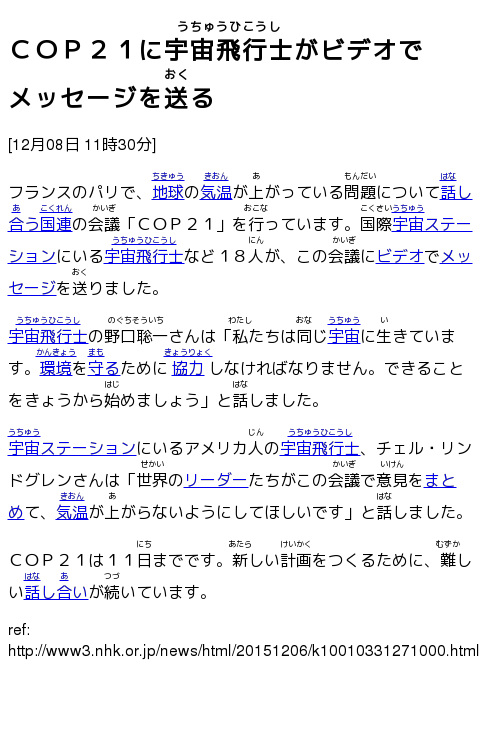 ＣＯＰ２１に宇宙飛行士がビデオで
メッセージを送る
[12月08日 11時30分]
フランスのパリで、地球の気温が上がっている問題について話し
合う国連の会議「ＣＯＰ２１」を行っています。国際宇宙ステー
ションにいる宇宙飛行士など１８人が、この会議にビデオでメッ
セージを送りました。
宇宙飛行士の野口聡一さんは「私たちは同じ宇宙に生きていま
す。環境を守るために協力しなければなりません。できること
をきょうから始めましょう」と話しました。
宇宙ステーションにいるアメリカ人の宇宙飛行士、チェル・リン
ドグレンさんは「世界のリーダーたちがこの会議で意見をまと
めて、気温が上がらないようにしてほしいです」と話しました。
ＣＯＰ２１は１１日までです。新しい計画をつくるために、難し
い話し合いが続いています。
ref:
http://www3.nhk.or.jp/news/html/20151206/k10010331271000.html